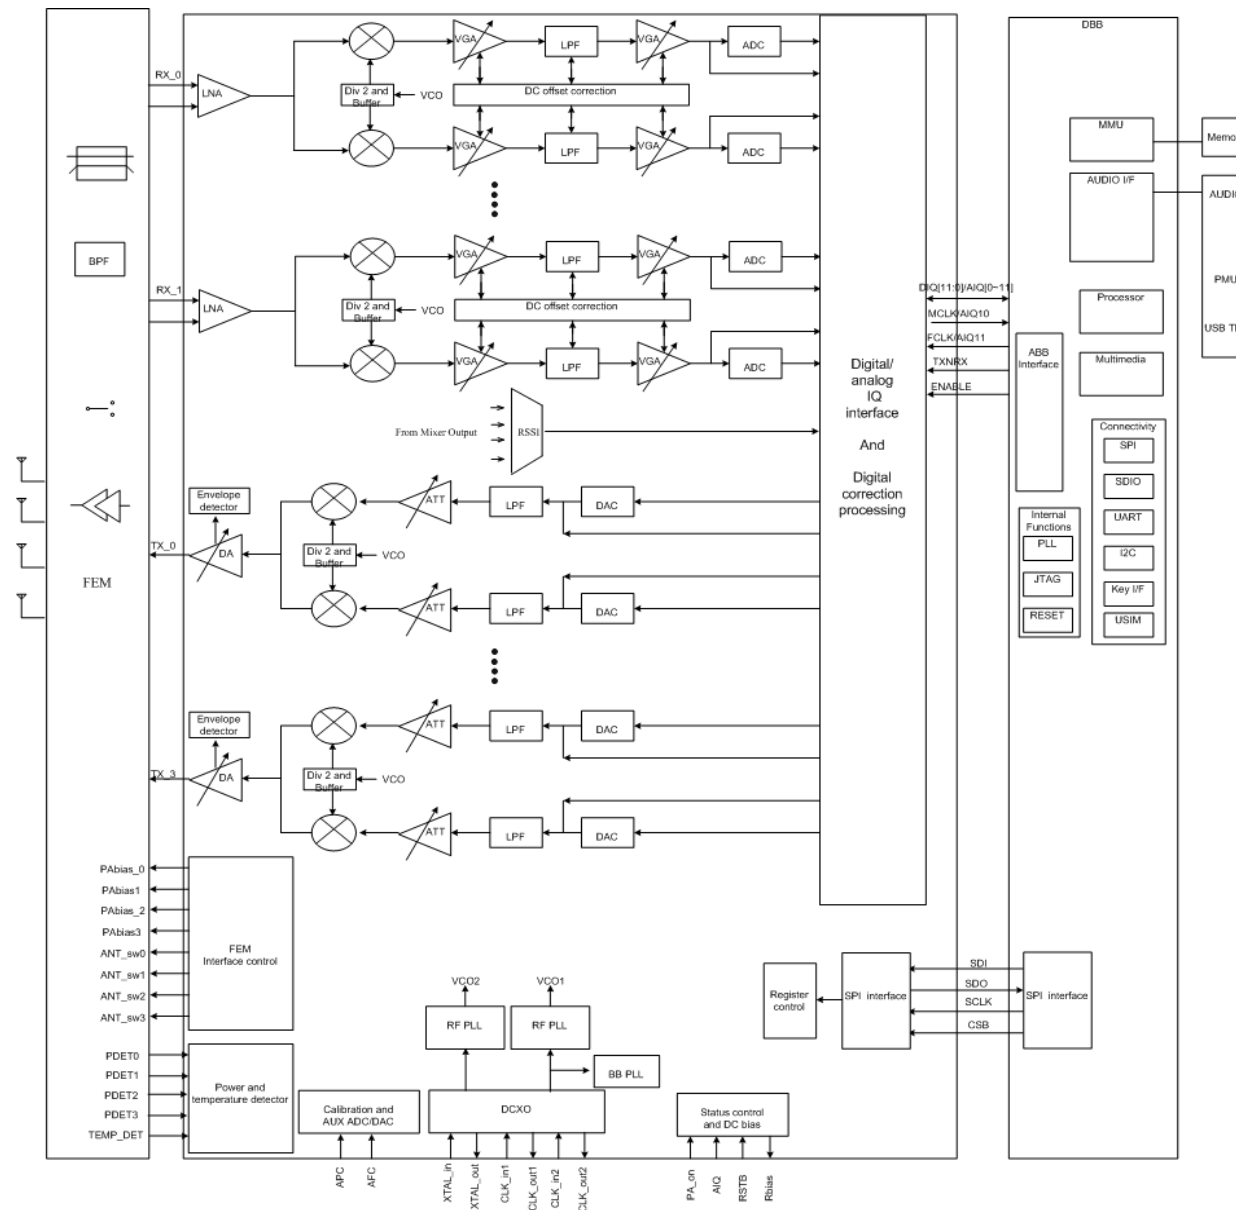 DBB
VGA
LPF
VGA
ADC
RX_0
LNA
Div 2 and
Buffer
VCO
DC offset correction
VGA
LPF
VGA
ADC
MMU
AUDIO I/F
BPF
VGA
LPF
VGA
ADC
RX_1
LNA
Div 2 and
Buffer
VCO
DC offset correction
VGA
LPF
VGA
ADC
DIQ[11:0]/AIQ[0~11]
MCLK/AIQ10
FCLK/AIQ11
TXNRX
ENABLE
Processor
PMU
ABB
Interface
Multimedia
Digital/
analog
IQ
interface
And
Digital
correction
processing
From Mixer Output
RSSI
Connectivity
SPI
SDIO
UART
I2C
Key I/F
USIM
Internal
Functions
PLL
JTAG
RESET
Envelope
detector
ATT
LPF
DAC
TX_0
DA
Div 2 and
Buffer
VCO
FEM
ATT
LPF
DAC
Envelope
detector
ATT
LPF
DAC
TX_3
DA
Div 2 and
Buffer
VCO
ATT
LPF
DAC
PAbias_0
PAbias1
PAbias_2
PAbias3
ANT_sw0
ANT_sw1
ANT_sw2
ANT_sw3
FEM
Interface control
PDET0
PDET1
PDET2
PDET3
TEMP_DET
Power and
temperature detector
VCO2
VCO1
RF PLL
RF PLL
BB PLL
DCXO
Calibration and
AUX ADC/DAC
Status control
and DC bias
Register
control
SPI interface
SDI
SDO
SCLK
CSB
SPI interface
APC
AFC
XTAL_in
XTAL_out
CLK_in1
CLK_out1
CLK_in2
CLK_out2
PA_on
AIQ
RSTB
Rbias